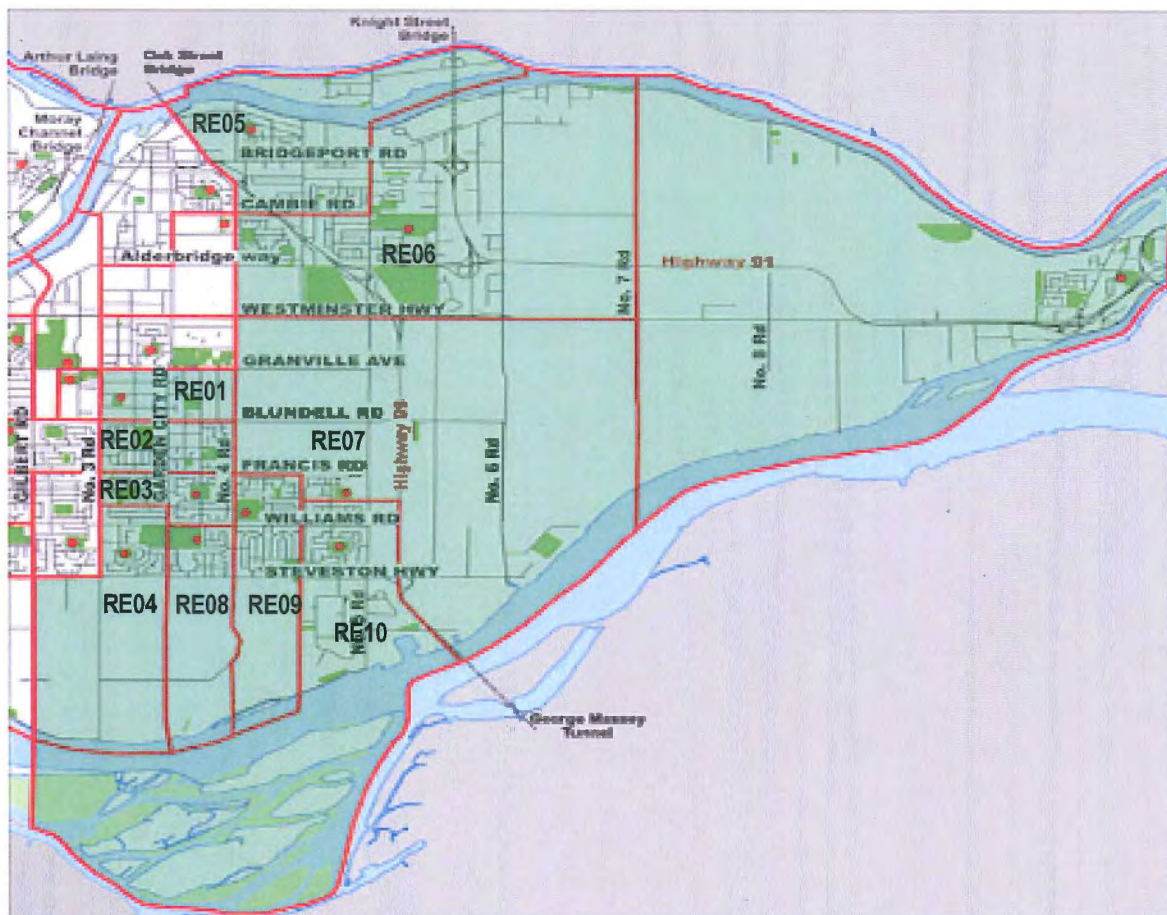 Knight Street
Bridge
Arthur Laing
Bridge
Oak Street
Bridge
Moray
Channel
Bridge
RE05
BRIDGEPORT RD
CAMBIE RD
Alderbridge way
RE06
No. 7 Rd
Highway 91
WESTMINSTER HWY
No. 8 Rd
GRANVILLE AVE
RE01
GILBERT RD
No. 3 Rd
GARDEN CITY RD
No. 4 Rd
BLUNDELL RD
RE02
RE07
Highway 99
No. 6 Rd
FRANCIS RD
RE03
WILLIAMS RD
STEVESTON HWY
RE04
RE08
RE09
RE10
George Massey
Tunnel